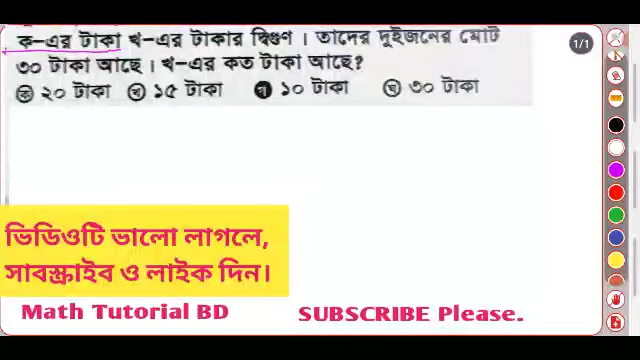 ক-এর টাকা খ-এর টাকার দ্বিগুণ। তাদের দুইজনের মোট
৩০ টাকা আছে। খ-এর কত টাকা আছে?
ক ২০ টাকা খ ১৫ টাকা গ ১০ টাকা ঘ ৩০ টাকা
1/1
ভিডিওটি ভালো লাগলে,
সাবস্ক্রাইব ও লাইক দিন।
Math Tutorial BD
SUBSCRIBE Please.